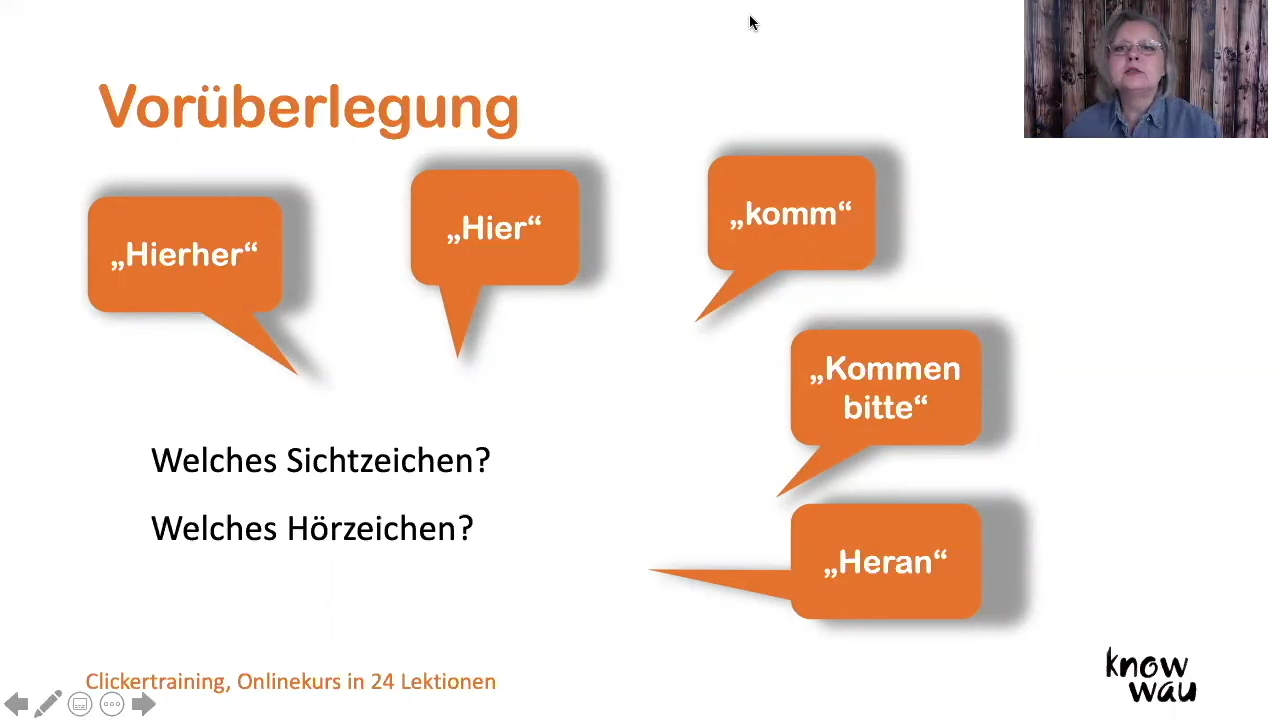 Vorüberlegung
„Hierher“
„Hier“
„komm“
„Kommen
bitte“
Welches Sichtzeichen?
Welches Hörzeichen?
„Heran“
Clickertraining, Onlinekurs in 24 Lektionen
know
wau